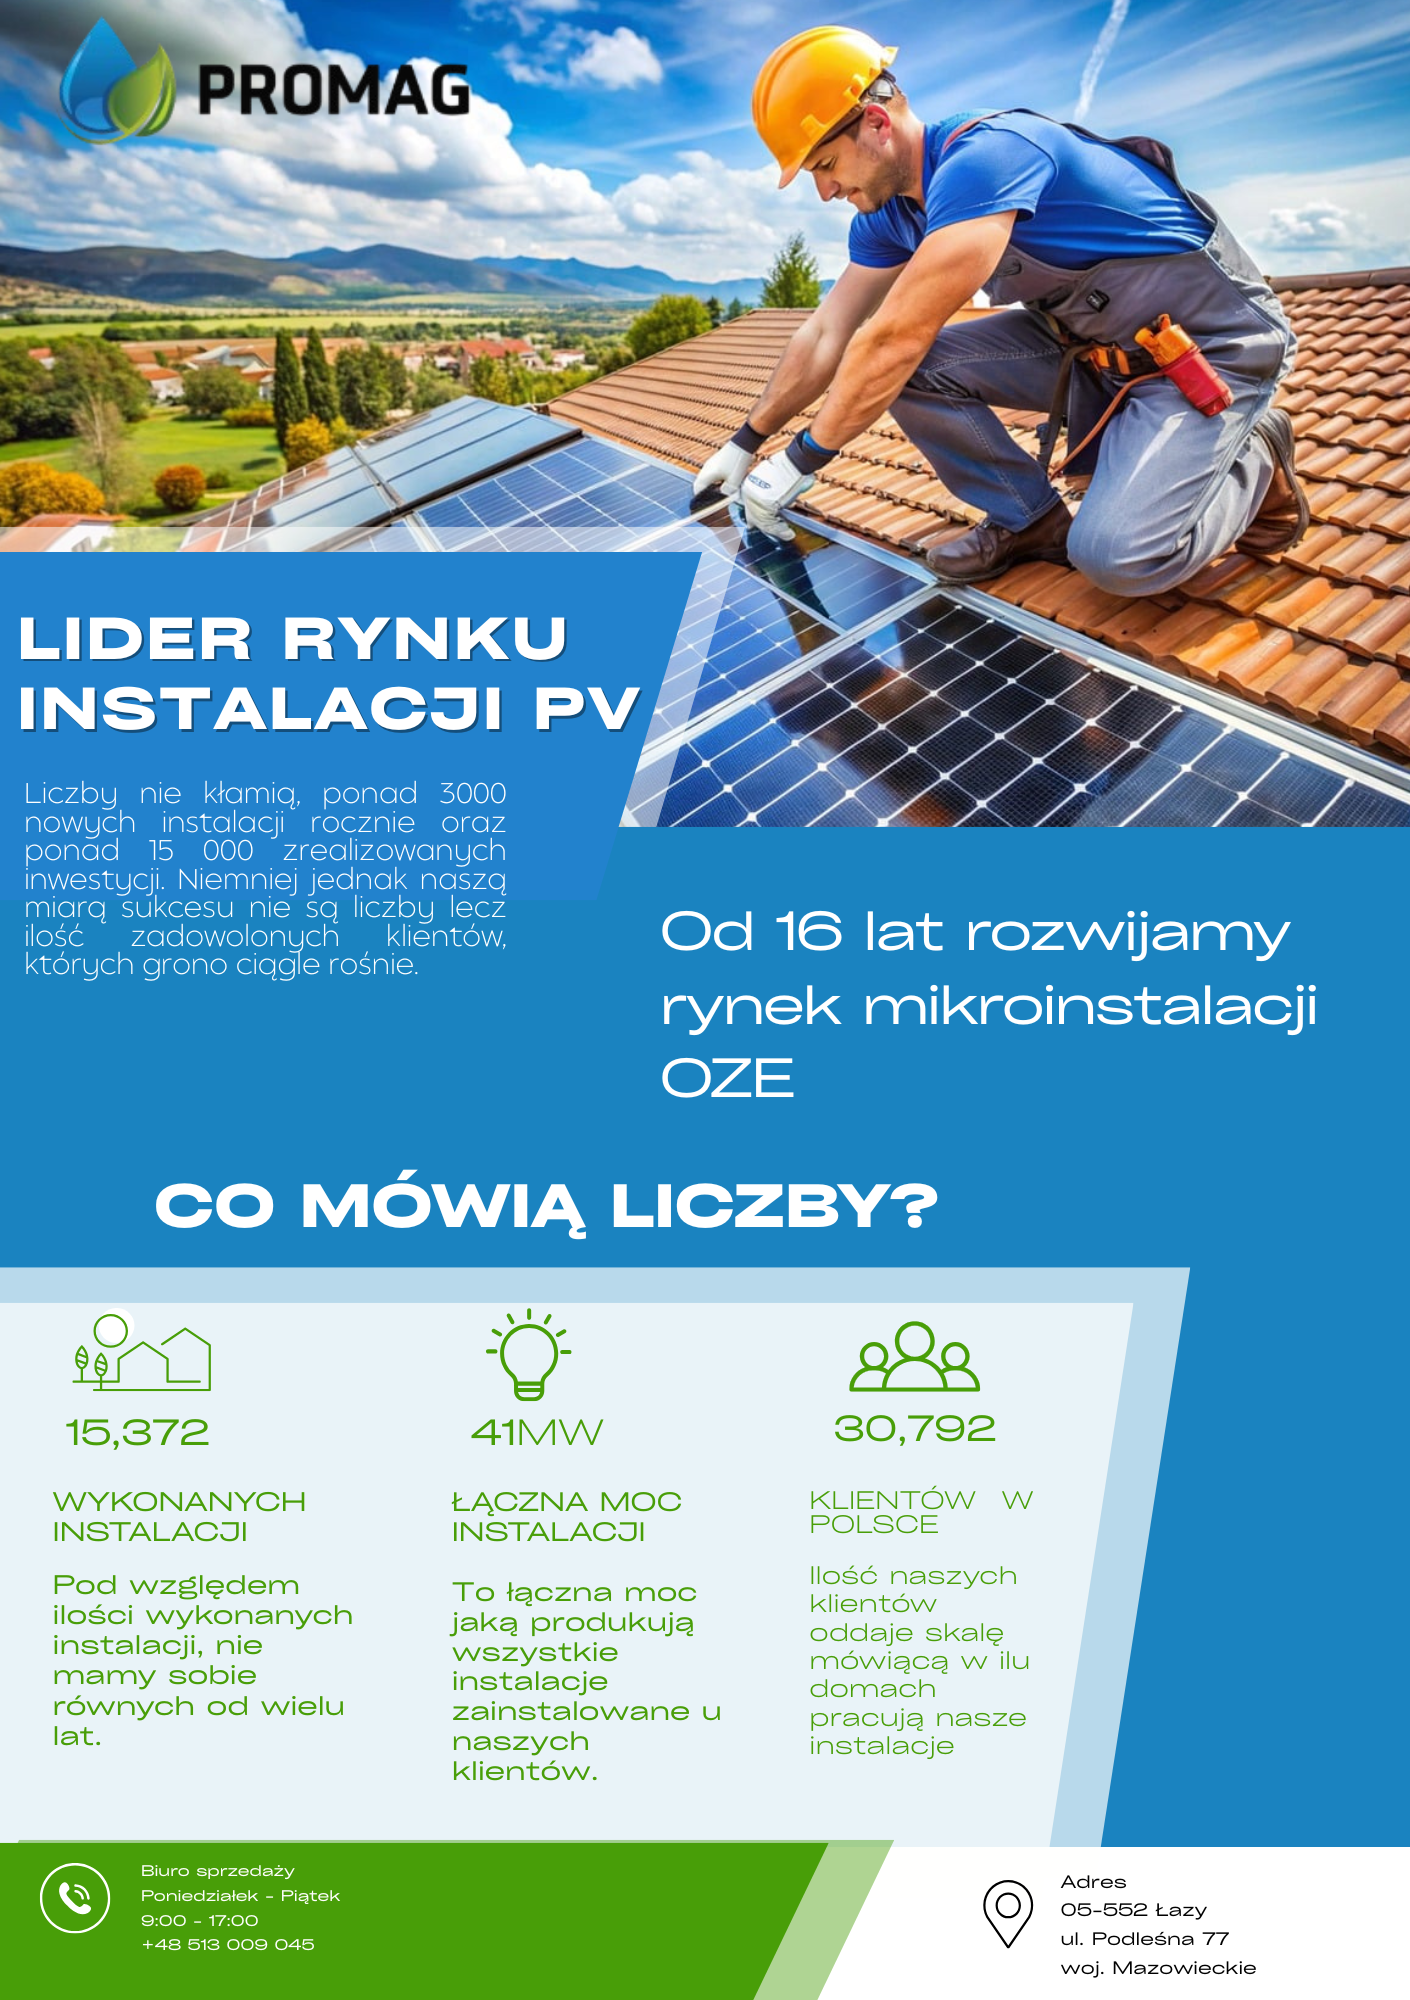 PROMAG
LIDER RYNKU
INSTALACJI PV
Liczby nie kłamią, ponad 3000
nowych instalacji rocznie oraz
ponad 15 000 zrealizowanych
inwestycji. Niemniej jednak naszą
miarą sukcesu nie są liczby lecz
ilość zadowolonych klientów,
których grono ciągle rośnie.
Od 16 lat rozwijamy
rynek mikroinstalacji
OZE
CO MÓWIĄ LICZBY?
15,372
WYKONANYCH
INSTALACJI
Pod względem
ilości wykonanych
instalacji, nie
mamy sobie
równych od wielu
lat.
41MW
ŁĄCZNA MOC
INSTALACJI
To łączna moc
jaką produkują
wszystkie
instalacje
zainstalowane u
naszych
klientów.
30,792
KLIENTÓW W
POLSCE
Ilość naszych
klientów
oddaje skalę
mówiącą w ilu
domach
pracują nasze
instalacje
Biuro sprzedaży
Poniedziałek - Piątek
9:00 - 17:00
+48 513 009 045
Adres
05-552 Łazy
ul. Podleśna 77
woj. Mazowieckie